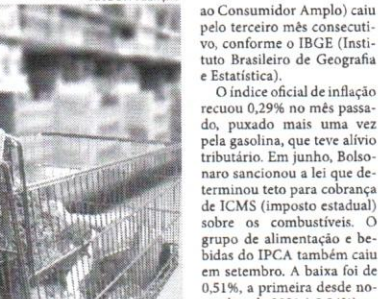 ao Consumidor Amplo) caiu
pelo terceiro mês consecuti-
vo, conforme o IBGE (Insti-
tuto Brasileiro de Geografia
e Estatística).
O índice oficial de inflação
recuou 0,29% no mês passa-
do, puxado mais uma vez
pela gasolina, que teve alívio
tributário. Em junho, Bolso-
naro sancionou a lei que de-
terminou teto para cobrança
de ICMS (imposto estadual)
sobre os combustíveis. O
grupo de alimentação e be-
bidas do IPCA também caiu
em setembro. A baixa foi de
0,51%, a primeira desde no-